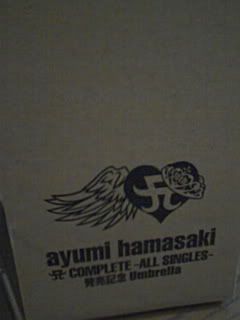 ayumi hamasaki
COMPLETE -ALL SINGLES-
発売記念 Umbrella